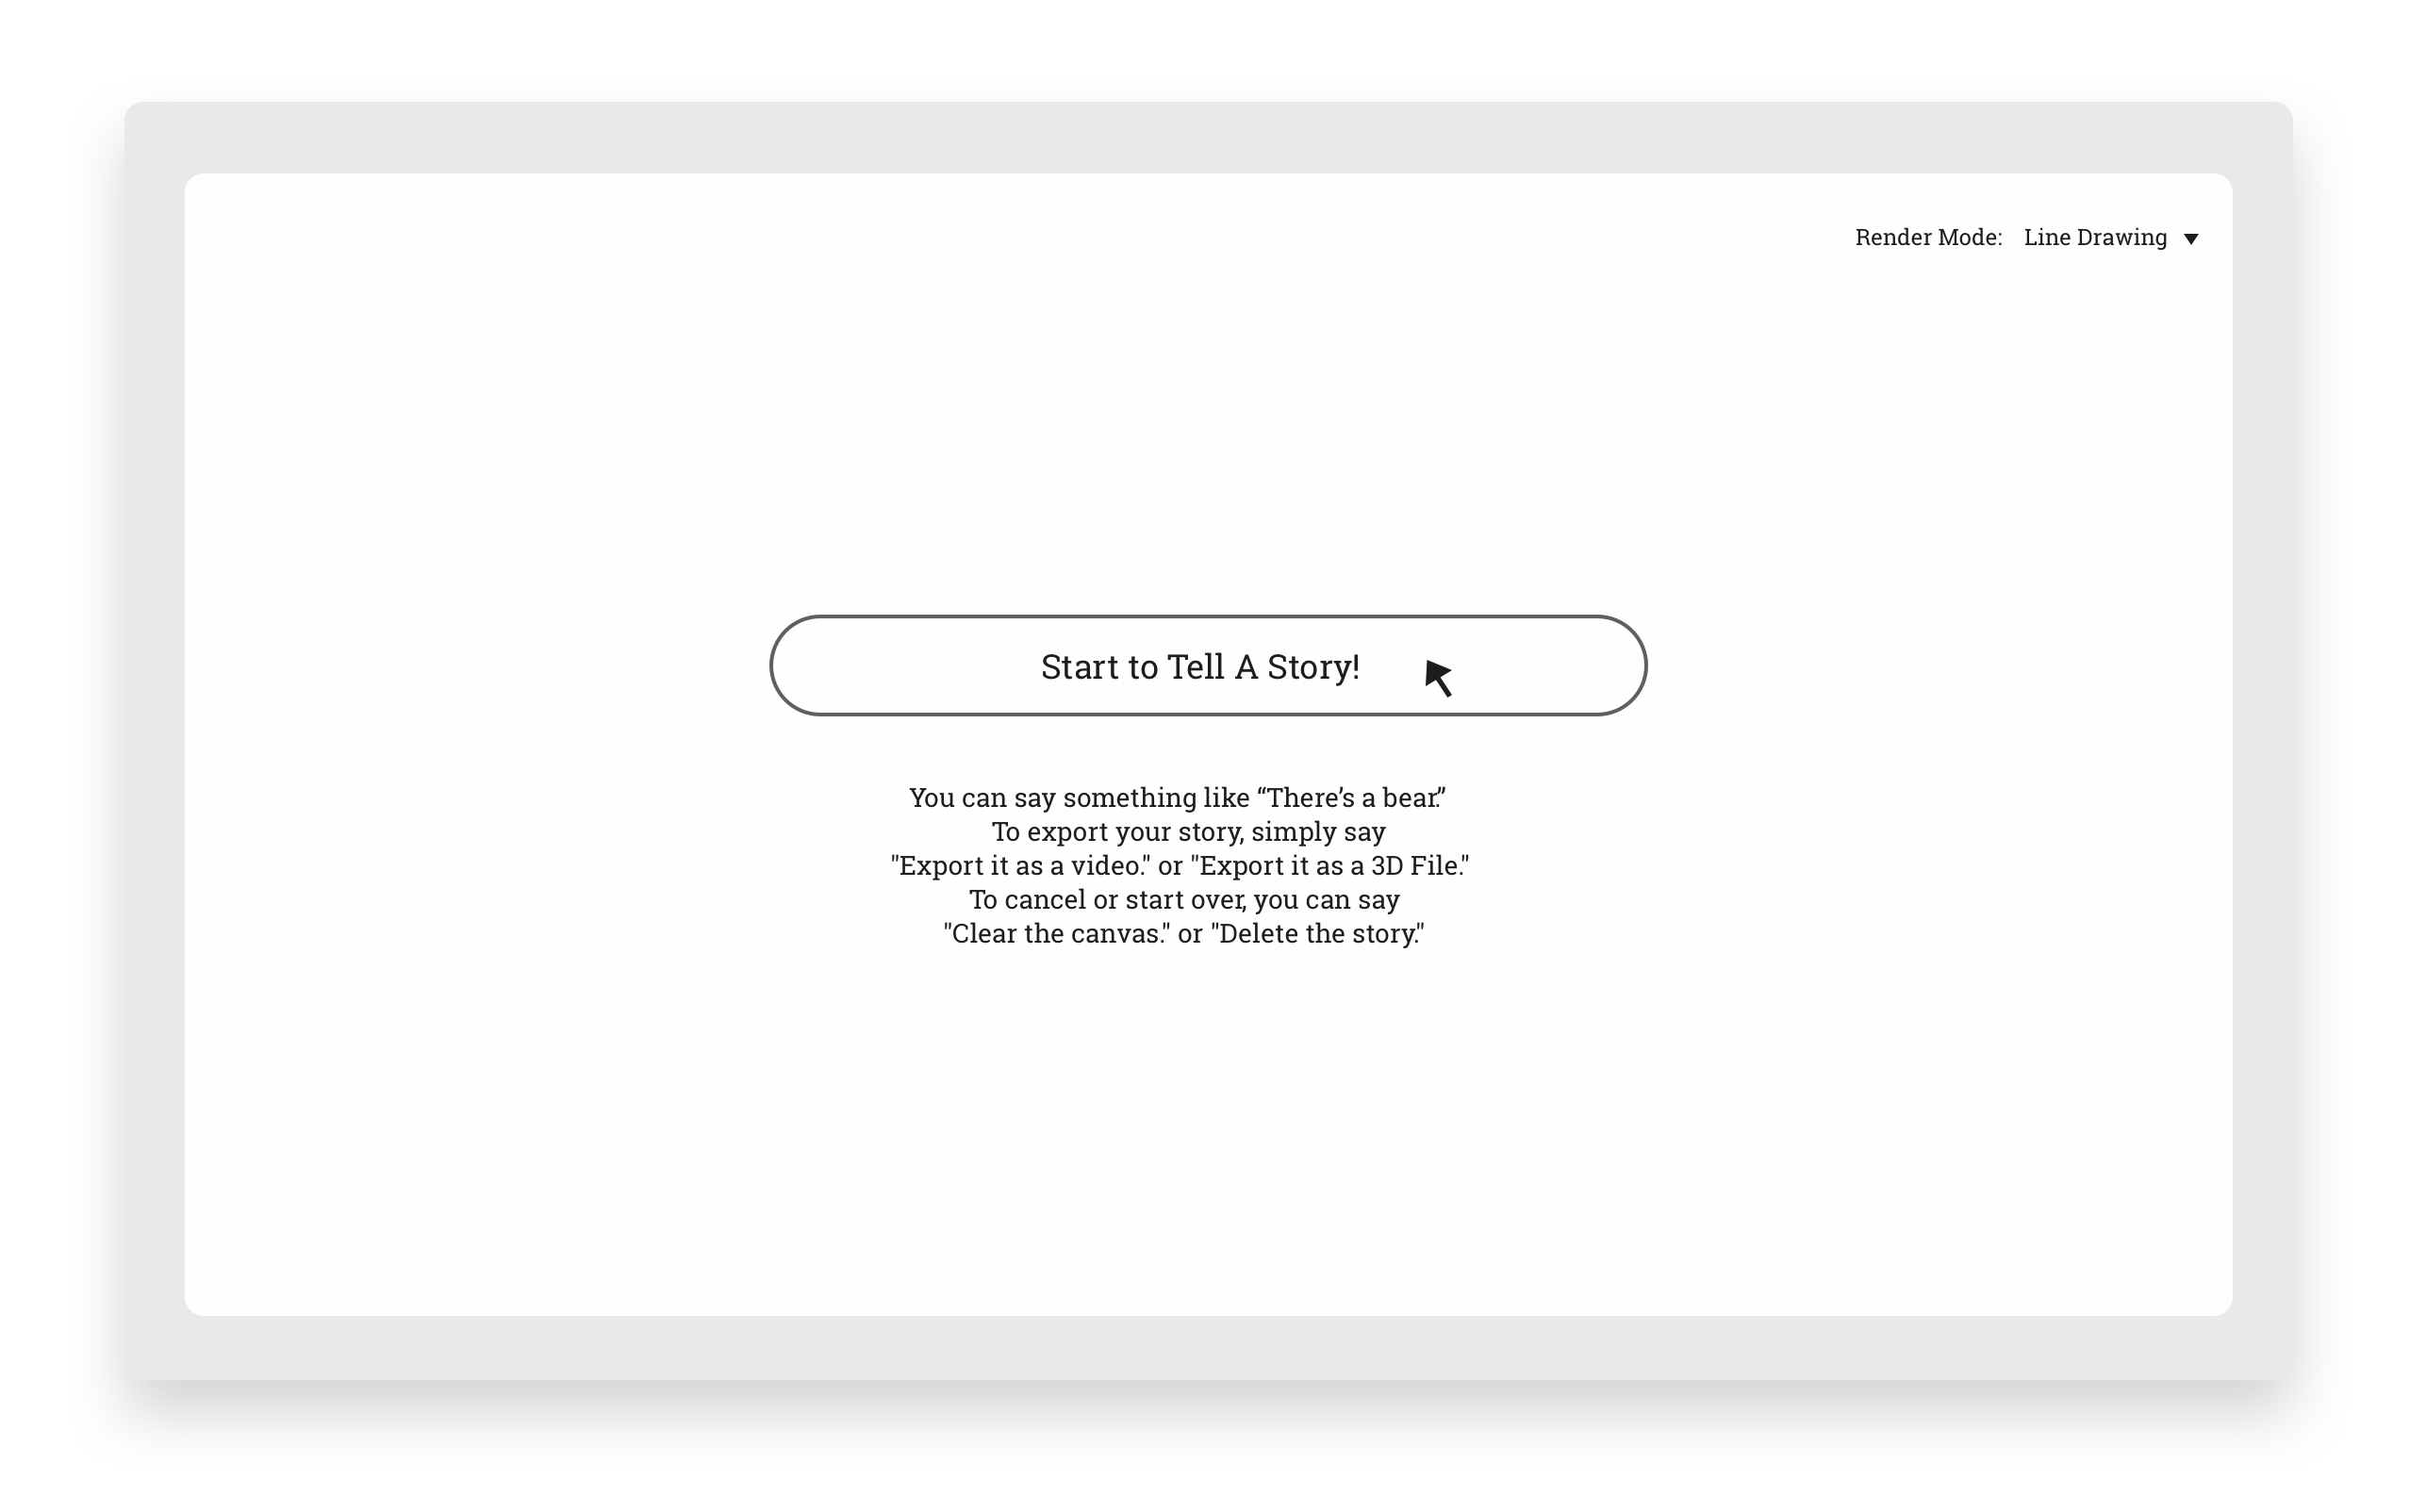 Render Mode: Line Drawing
Start to Tell A Story!
You can say something like “There’s a bear.”
To export your story, simply say
"Export it as a video." or "Export it as a 3D File."
To cancel or start over, you can say
"Clear the canvas." or "Delete the story."